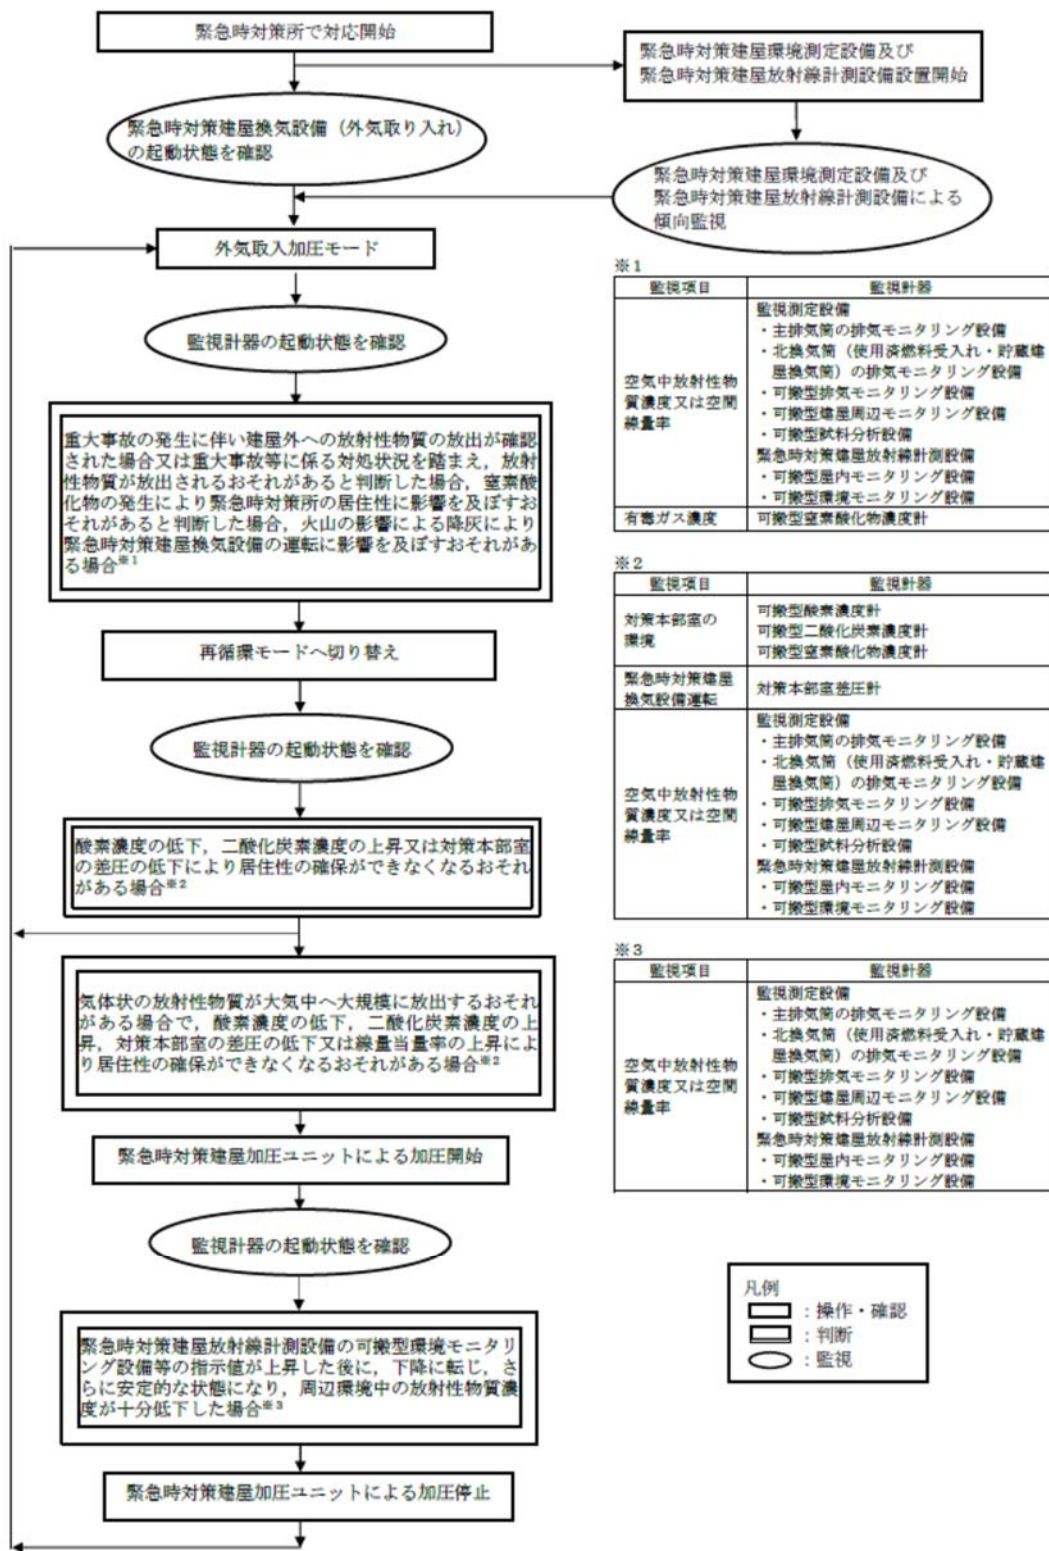 緊急時対策所で対応開始
緊急時対策建屋環境測定設備及び
緊急時対策建屋放射線計測設備設置開始
緊急時対策建屋換気設備（外気取り入れ）
の起動状態を確認
緊急時対策建屋環境測定設備及び
緊急時対策建屋放射線計測設備による
傾向監視
外気取入加圧モード
監視計器の起動状態を確認
重大事故の発生に伴い建屋外への放射性物質の放出が確認
された場合又は重大事故等に係る対処状況を踏まえ，放射
性物質が放出されるおそれがあると判断した場合，窒素酸
化物の発生により緊急時対策所の居住性に影響を及ぼすお
それがあると判断した場合，火山の影響による降灰により
緊急時対策建屋換気設備の運転に影響を及ぼすおそれがあ
る場合※1
再循環モードへ切り替え
監視計器の起動状態を確認
酸素濃度の低下，二酸化炭素濃度の上昇又は対策本部室
の差圧の低下により居住性の確保ができなくなるおそれ
がある場合※2
気体状の放射性物質が大気中へ大規模に放出するおそれ
がある場合で，酸素濃度の低下，二酸化炭素濃度の上
昇，対策本部室の差圧の低下又は線量当量率の上昇によ
り居住性の確保ができなくなるおそれがある場合※2
緊急時対策建屋加圧ユニットによる加圧開始
監視計器の起動状態を確認
緊急時対策建屋放射線計測設備の可搬型環境モニタリ
ング設備等の指示値が上昇した後に，下降に転じ，さ
らに安定的な状態になり，周辺環境中の放射性物質濃
度が十分低下した場合※3
緊急時対策建屋加圧ユニットによる加圧停止
※1
監視項目 監視計器
空気中放射性物
質濃度又は空間
線量率
監視測定設備
・主排気筒の排気モニタリング設備
・北換気筒（使用済燃料受入れ・貯蔵建
屋換気筒）の排気モニタリング設備
・可搬型排気モニタリング設備
・可搬型建屋周辺モニタリング設備
・可搬型試料分析設備
緊急時対策建屋放射線計測設備
・可搬型屋内モニタリング設備
・可搬型環境モニタリング設備
有毒ガス濃度 可搬型窒素酸化物濃度計
※2
監視項目 監視計器
対策本部室の
環境
可搬型酸素濃度計
可搬型二酸化炭素濃度計
可搬型窒素酸化物濃度計
緊急時対策建屋
換気設備運転
対策本部室差圧計
空気中放射性物
質濃度又は空間
線量率
監視測定設備
・主排気筒の排気モニタリング設備
・北換気筒（使用済燃料受入れ・貯蔵建
屋換気筒）の排気モニタリング設備
・可搬型排気モニタリング設備
・可搬型建屋周辺モニタリング設備
・可搬型試料分析設備
緊急時対策建屋放射線計測設備
・可搬型屋内モニタリング設備
・可搬型環境モニタリング設備
※3
監視項目 監視計器
空気中放射性物
質濃度又は空間
線量率
監視測定設備
・主排気筒の排気モニタリング設備
・北換気筒（使用済燃料受入れ・貯蔵建
屋換気筒）の排気モニタリング設備
・可搬型排気モニタリング設備
・可搬型建屋周辺モニタリング設備
・可搬型試料分析設備
緊急時対策建屋放射線計測設備
・可搬型屋内モニタリング設備
・可搬型環境モニタリング設備
凡例
：操作・確認
：判断
：監視